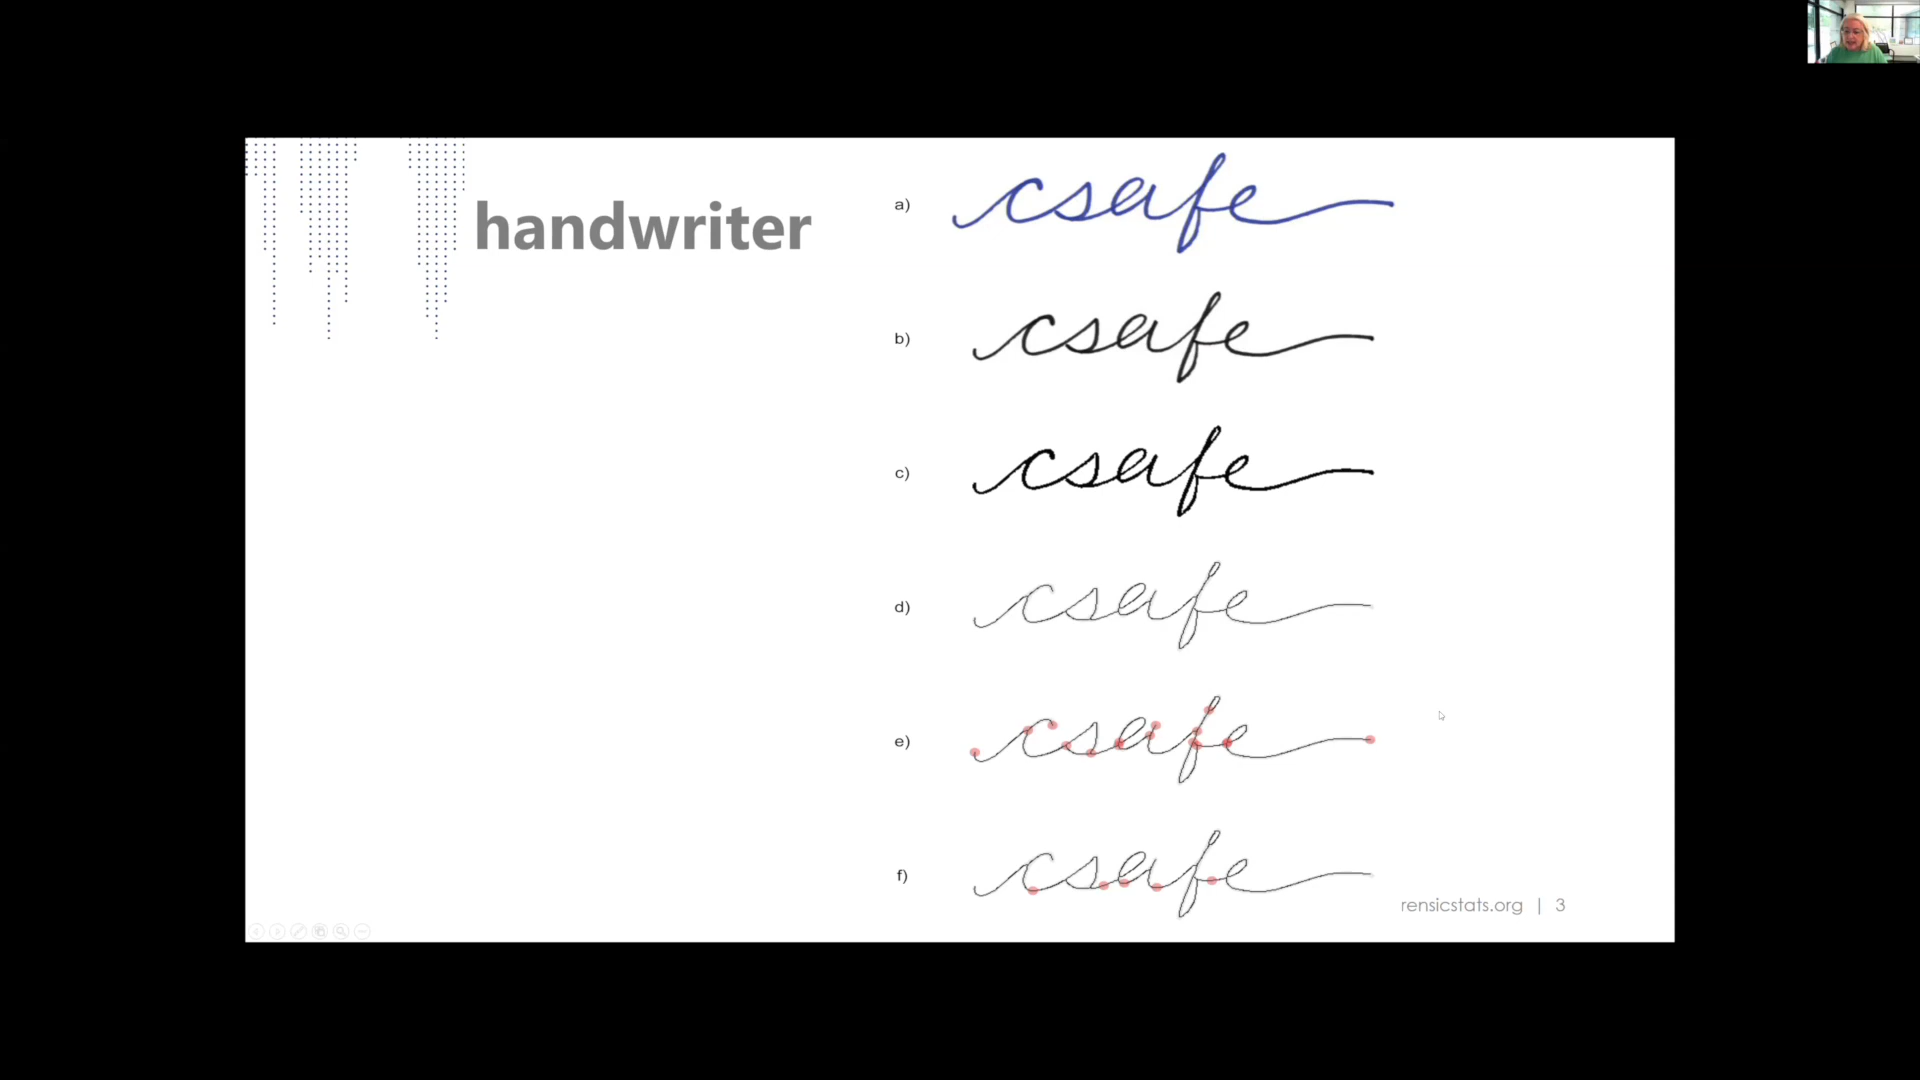 handwriter
a) csafe
b) csafe
c) csafe
d) csafe
e) csafe
f) csafe
rensicstats.org | 3